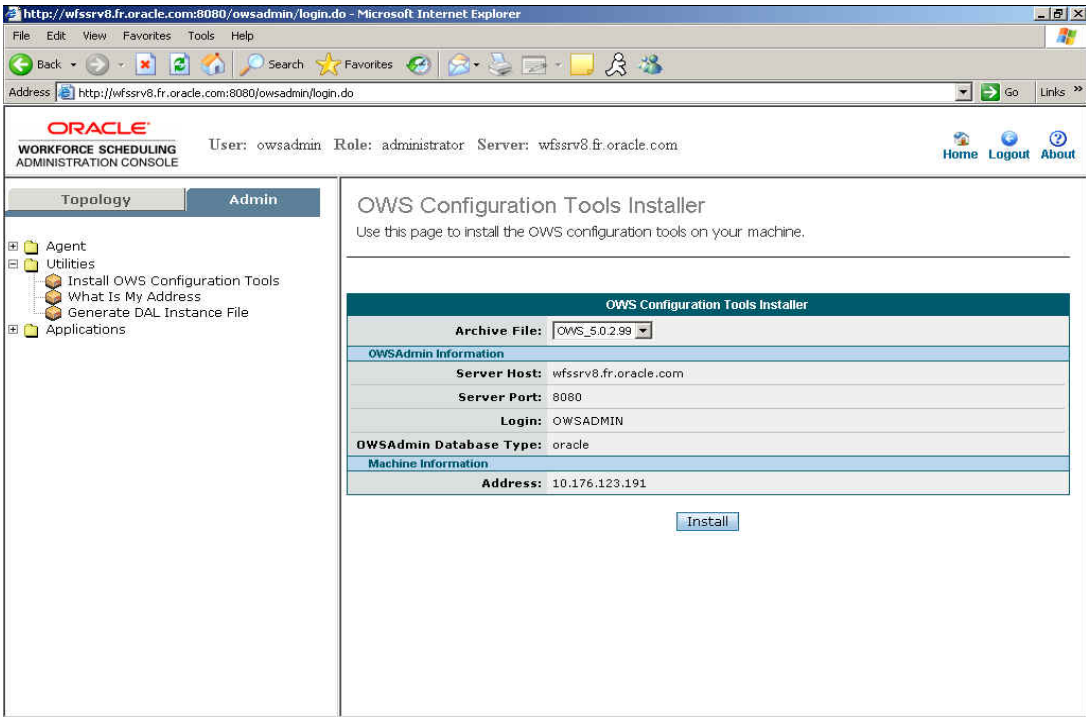 http://wfssrv8.fr.oracle.com:8080/owsadmin/login.do - Microsoft Internet Explorer
File Edit View Favorites Tools Help
Back Search Favorites
Address http://wfssrv8.fr.oracle.com:8080/owsadmin/login.do Go Links »
ORACLE
WORKFORCE SCHEDULING
ADMINISTRATION CONSOLE
User: owsadmin Role: administrator Server: wfssrv8.fr.oracle.com
Home Logout About
Topology Admin
Agent
Utilities
Install OWS Configuration Tools
What Is My Address
Generate DAL Instance File
Applications
OWS Configuration Tools Installer
Use this page to install the OWS configuration tools on your machine.
OWS Configuration Tools Installer
Archive File: OWS_5.0.2.99
OWSAdmin Information
Server Host: wfssrv8.fr.oracle.com
Server Port: 8080
Login: OWSADMIN
OWSAdmin Database Type: oracle
Machine Information
Address: 10.176.123.191
Install